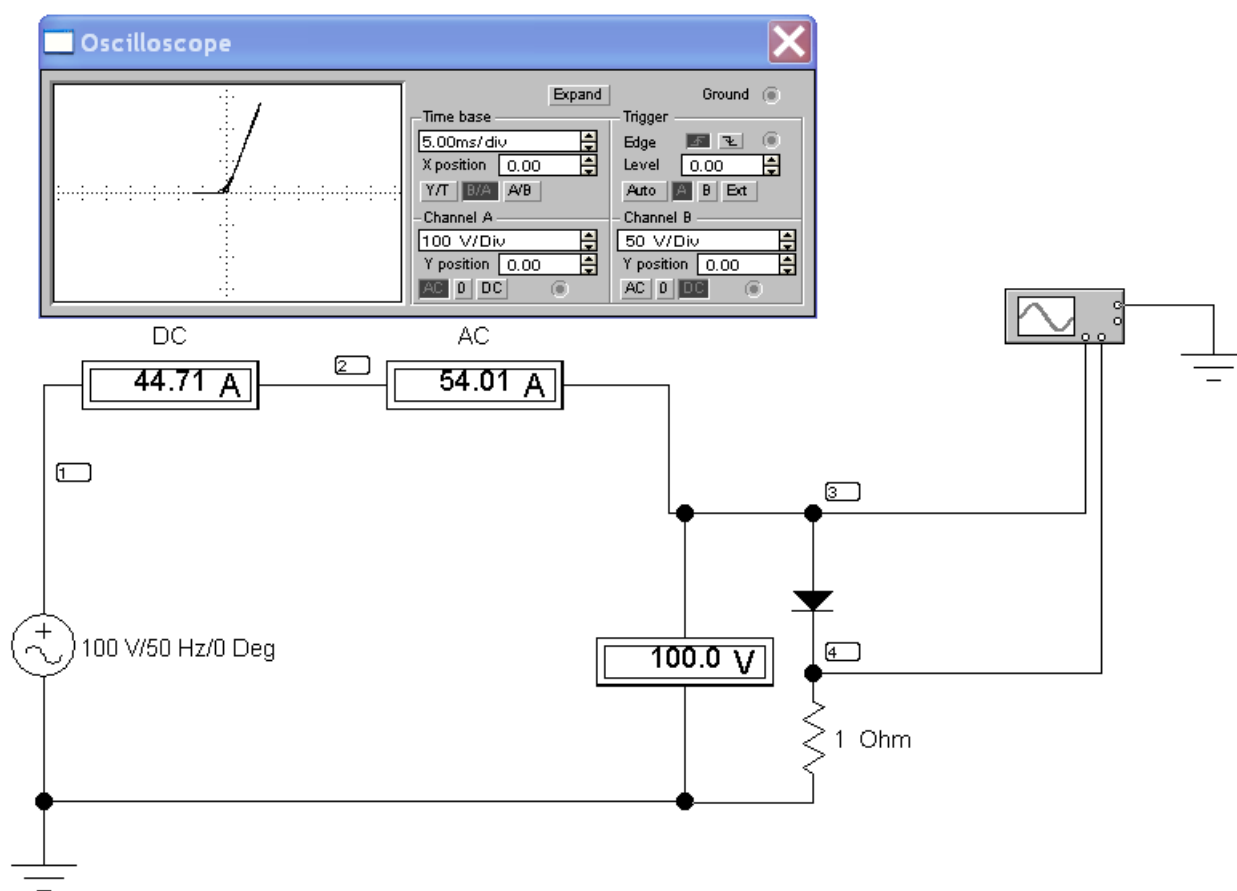 Oscilloscope
Expand
Ground
Time base
Trigger
5.00ms/div
Edge
X position 0.00
Level 0.00
Y/T B/A A/B
Auto A B Ext
Channel A
Channel B
100 V/Div
50 V/Div
Y position 0.00
Y position 0.00
AC 0 DC
AC 0 DC
DC
AC
44.71 A
2
54.01 A
1
3
100 V/50 Hz/0 Deg
100.0 V
4
1 Ohm